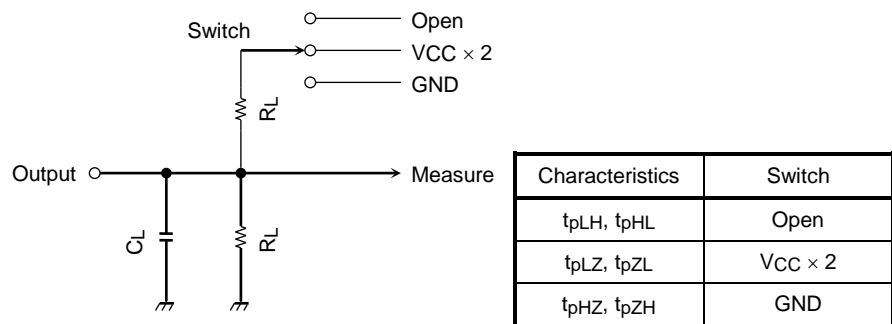 Switch
Open
VCC × 2
GND
RL
Output
Measure
CL
RL
Characteristics Switch
tpLH, tpHL Open
tpLZ, tpZL VCC × 2
tpHZ, tpZH GND